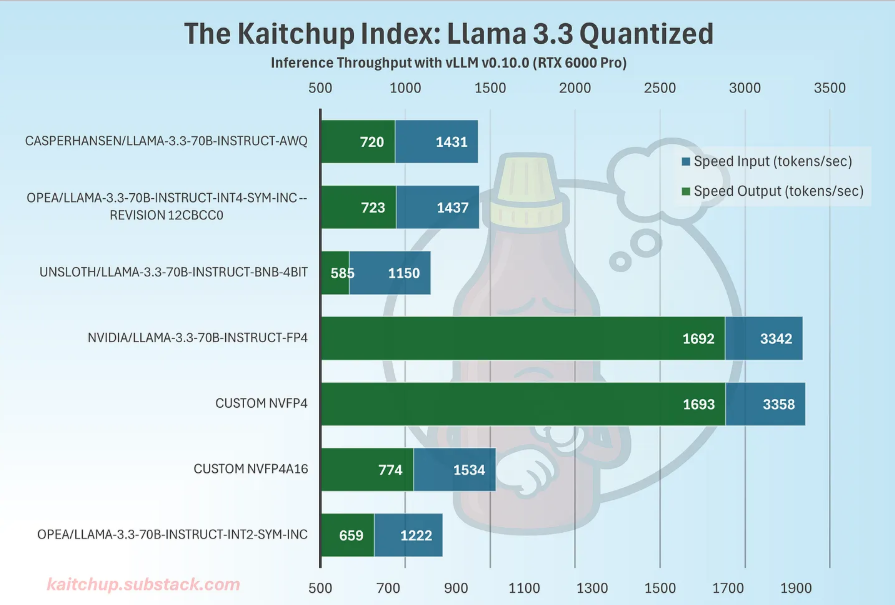 The Kaitchup Index: Llama 3.3 Quantized
Inference Throughput with vLLM v0.10.0 (RTX 6000 Pro)
500 1000 1500 2000 2500 3000 3500
CASPERHANSEN/LLAMA-3.3-70B-INSTRUCT-AWQ 720 1431
Speed Input (tokens/sec)
Speed Output (tokens/sec)
OPEA/LLAMA-3.3-70B-INSTRUCT-INT4-SYM-INC--
REVISION 12CBCC0 723 1437
UNSLOTH/LLAMA-3.3-70B-INSTRUCT-BNB-4BIT 585 1150
NVIDIA/LLAMA-3.3-70B-INSTRUCT-FP4 1692 3342
CUSTOM NVFP4 1693 3358
CUSTOM NVFP4A16 774 1534
OPEA/LLAMA-3.3-70B-INSTRUCT-INT2-SYM-INC 659 1222
500 700 900 1100 1300 1500 1700 1900
kaitchup.substack.com